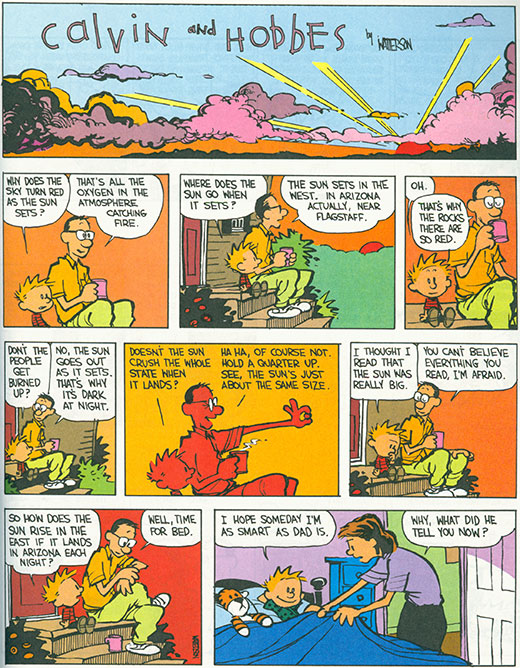 CALVIN and HOBBES
by WATTERSON
WHY DOES THE
SKY TURN RED
AS THE SUN
SETS?
THAT'S ALL THE
OXYGEN IN THE
ATMOSPHERE
CATCHING
FIRE.
WHERE DOES THE
SUN GO WHEN
IT SETS?
THE SUN SETS IN THE
WEST. IN ARIZONA
ACTUALLY, NEAR
FLAGSTAFF.
OH.
THAT'S WHY
THE ROCKS
THERE ARE
SO RED.
DON'T THE
PEOPLE
GET
BURNED
UP?
NO, THE SUN
GOES OUT
AS IT SETS.
THAT'S WHY
IT'S DARK
AT NIGHT.
DOESN'T THE SUN
CRUSH THE WHOLE
STATE WHEN
IT LANDS?
HA HA, OF COURSE NOT.
HOLD A QUARTER UP.
SEE, THE SUN'S JUST
ABOUT THE SAME SIZE.
I THOUGHT I
READ THAT
THE SUN WAS
REALLY BIG.
YOU CAN'T BELIEVE
EVERYTHING YOU
READ, I'M AFRAID.
SO HOW DOES THE
SUN RISE IN THE
EAST IF IT LANDS
IN ARIZONA EACH
NIGHT?
WELL, TIME
FOR BED.
I HOPE SOMEDAY I'M
AS SMART AS DAD IS.
WHY, WHAT DID HE
TELL YOU NOW?